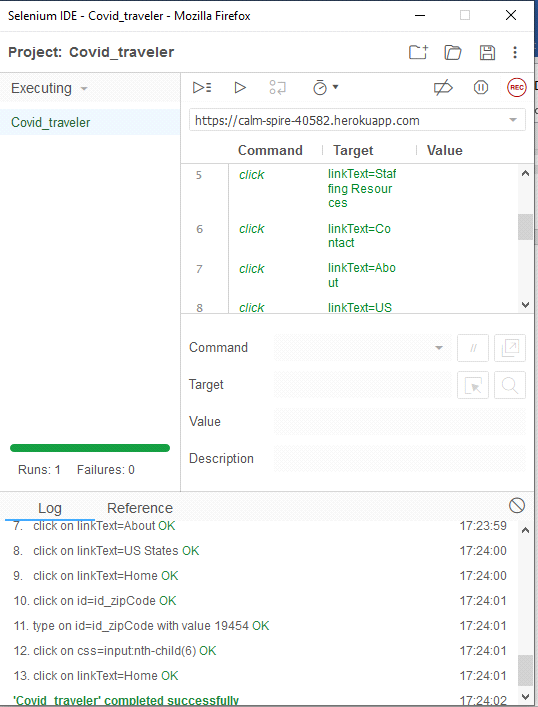 Selenium IDE - Covid_traveler - Mozilla Firefox
Project: Covid_traveler
Executing
REC
Covid_traveler
https://calm-spire-40582.herokuapp.com
Command Target Value
5 click linkText=Staf
fing Resour
ces
6 click linkText=Co
ntact
7 click linkText=Abo
ut
8 click linkText=US
Command
//
Target
Value
Description
Runs: 1 Failures: 0
Log Reference
7. click on linkText=About OK 17:23:59
8. click on linkText=US States OK 17:24:00
9. click on linkText=Home OK 17:24:00
10. click on id=id_zipCode OK 17:24:01
11. type on id=id_zipCode with value 19454 OK 17:24:01
12. click on css=input:nth-child(6) OK 17:24:01
13. click on linkText=Home OK 17:24:01
'Covid_traveler' completed successfully 17:24:02